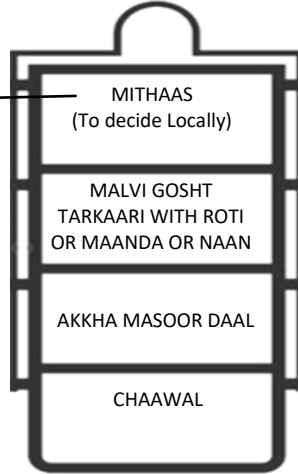 MITHAAS
(To decide Locally)
MALVI GOSHT
TARKAARI WITH ROTI
OR MAANDA OR NAAN
AKKHA MASOOR DAAL
CHAAWAL